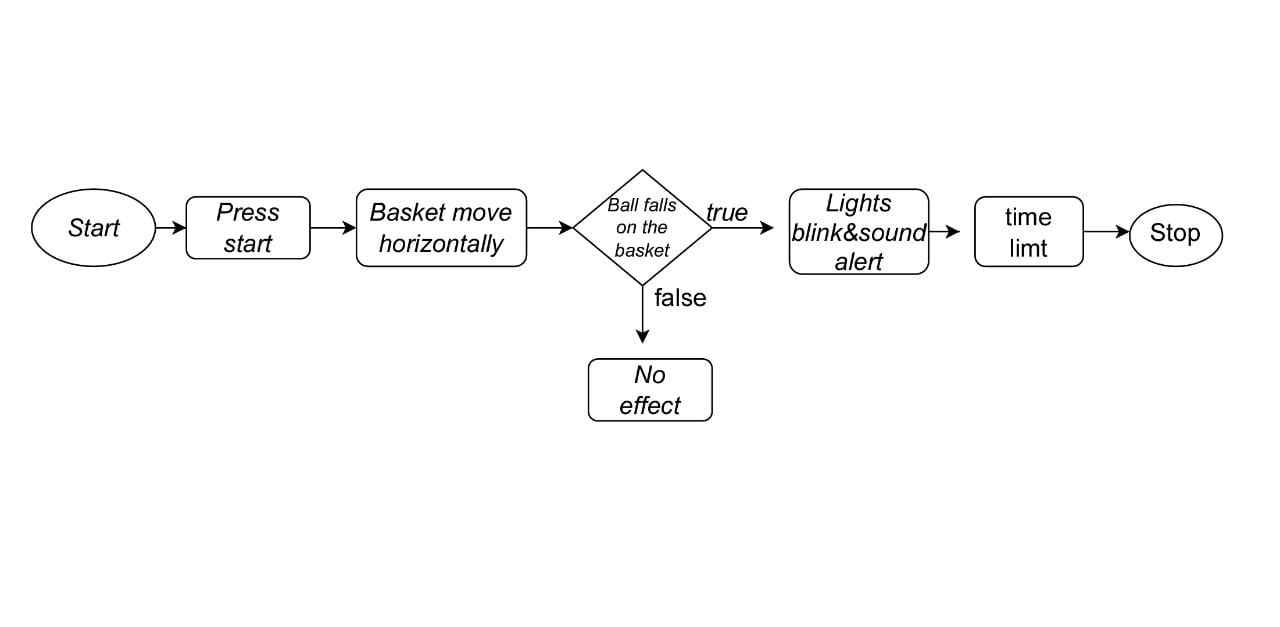 Start
Press
start
Basket move
horizontally
Ball falls
on the
basket
true
Lights
blink&sound
alert
time
limt
Stop
false
No
effect